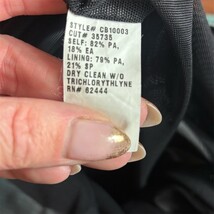 STYLE# CB10003
CUT# 35735
SELF: 82% PA,
18% EA
LINING: 79% PA,
21% SP
DRY CLEAN W/O
TRICHLORYTHLYNE
RN# 62444